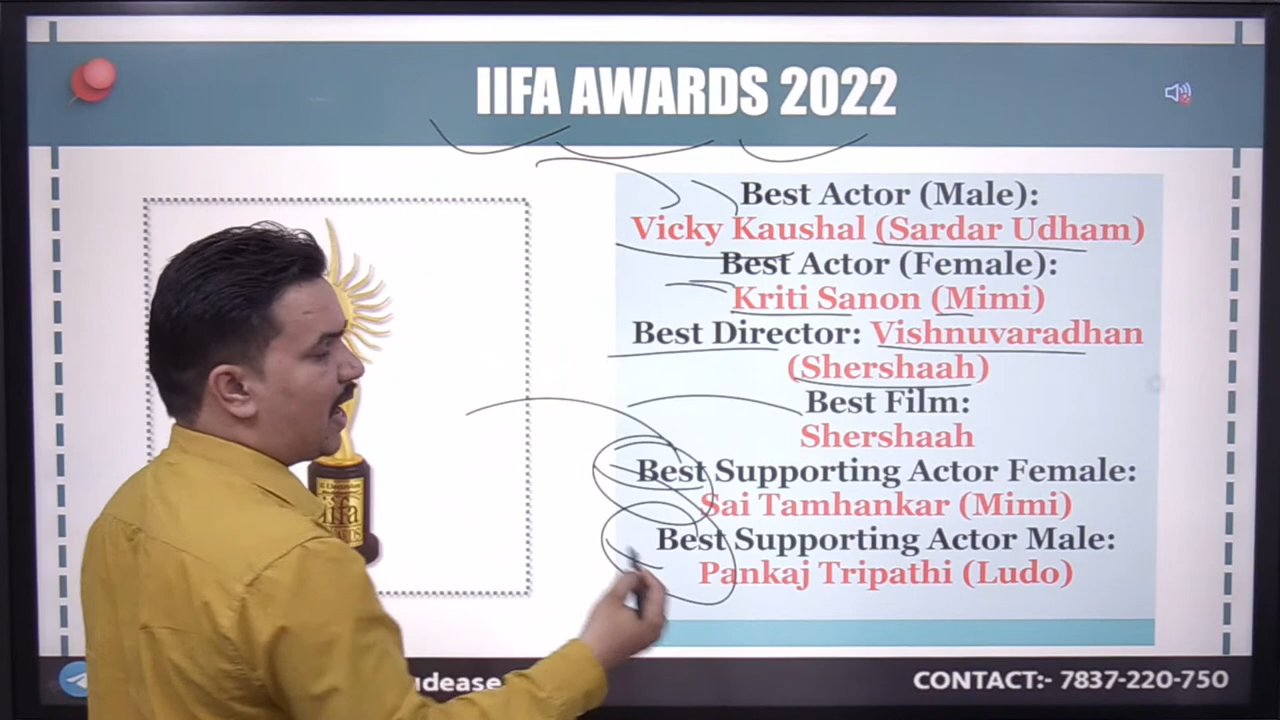 IIFA AWARDS 2022
Best Actor (Male):
Vicky Kaushal (Sardar Udham)
Best Actor (Female):
Kriti Sanon (Mimi)
Best Director: Vishnuvaradhan
(Shershaah)
Best Film:
Shershaah
Best Supporting Actor Female:
Sai Tamhankar (Mimi)
Best Supporting Actor Male:
Pankaj Tripathi (Ludo)
iifa
CONTACT:- 7837-220-750